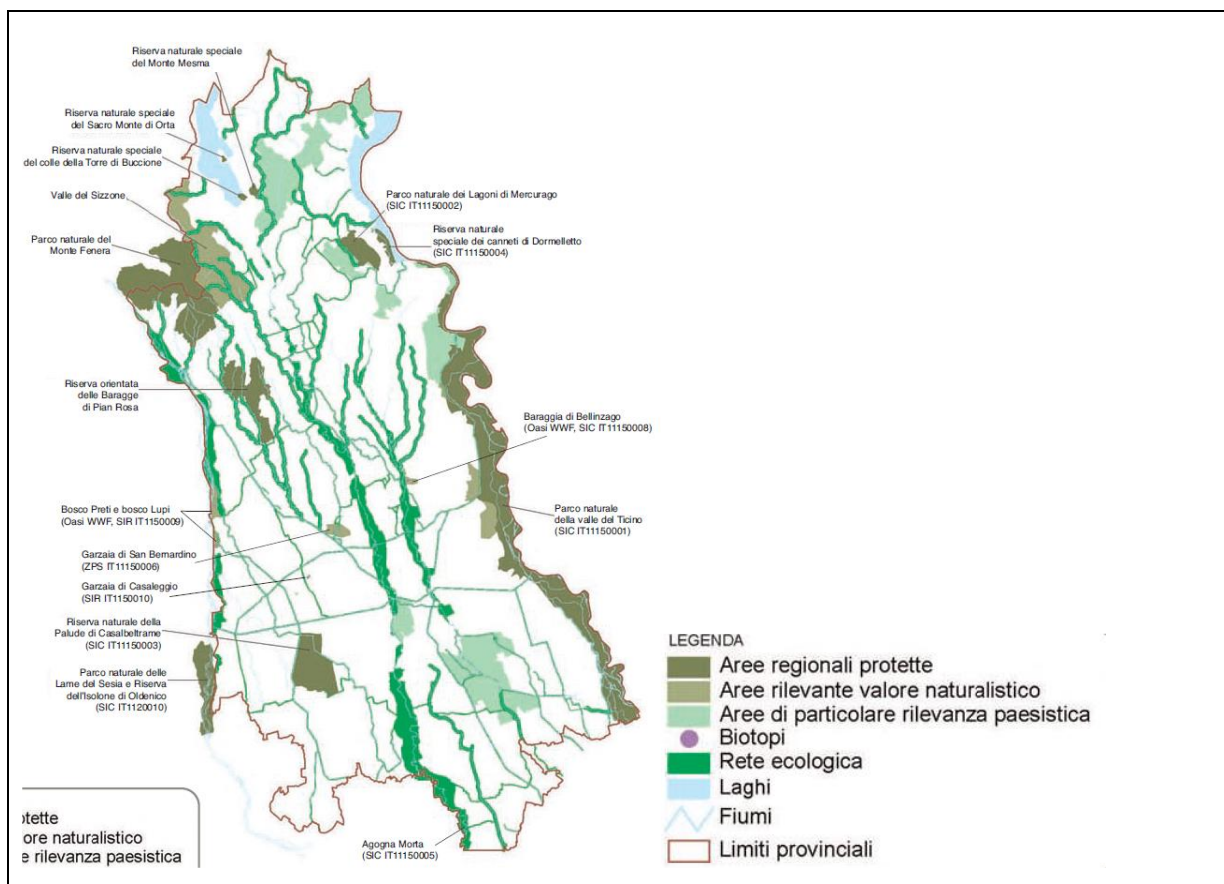 Riserva naturale speciale
del Monte Mesma
Riserva naturale speciale
del Sacro Monte di Orta
Riserva naturale speciale
del colle della Torre di Buccione
Valle del Sizzone
Parco naturale del
Monte Fenera
Parco naturale dei Lagoni di Mercurago
(SIC IT11150002)
Riserva naturale
speciale dei canneti di Dormelletto
(SIC IT11150004)
Riserva orientata
delle Baragge
di Pian Rosa
Baraggia di Bellinzago
(Oasi WWF, SIC IT11150008)
Bosco Preti e bosco Lupi
(Oasi WWF, SIR IT1150009)
Parco naturale
della valle del Ticino
(SIC IT11150001)
Garzaia di San Bernardino
(ZPS IT11150006)
Garzaia di Casaleggio
(SIR IT1150010)
Riserva naturale della
Palude di Casalbeltrame
(SIC IT11150003)
Parco naturale delle
Lame del Sesia e Riserva
dell'Isolone di Oldenico
(SIC IT1120010)
Agogna Morta
(SIC IT11150005)
LEGENDA
Aree regionali protette
Aree rilevante valore naturalistico
Aree di particolare rilevanza paesistica
Biotopi
Rete ecologica
Laghi
Fiumi
Limiti provinciali
otette
ore naturalistico
e rilevanza paesistica